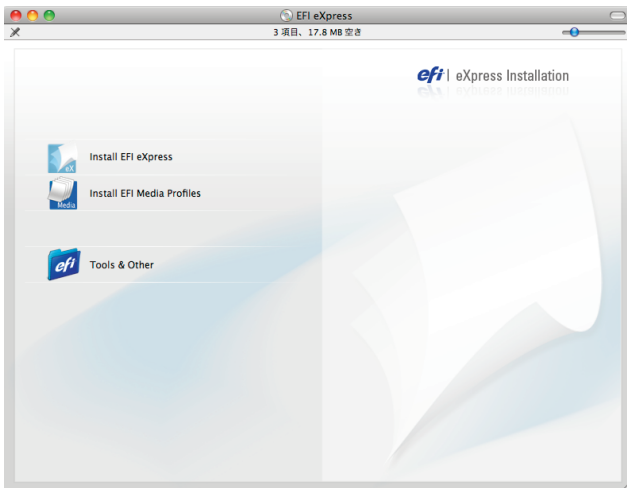 EFI eXpress
3 項目、17.8 MB 空き
efi eXpress Installation
eX
Install EFI eXpress
Media
Install EFI Media Profiles
efi
Tools & Other